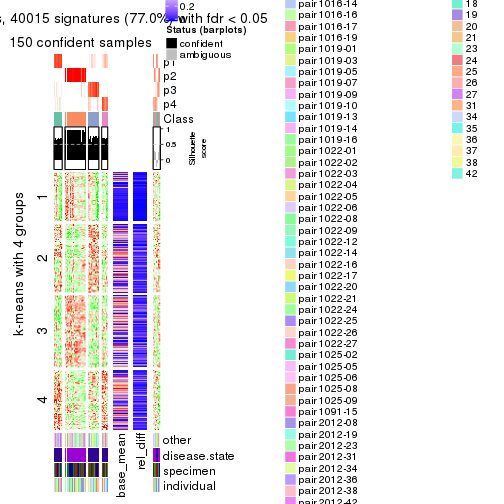 s, 40015 signatures (77.0%) with fdr < 0.05
150 confident samples
0.2
Status (barplots)
confident
ambiguous
p1
p2
p3
p4
Class
1
0.5
0
Silhouette
score
k-means with 4 groups
1
2
3
4
base_mean
rel_diff
other
disease.state
specimen
individual
pair1016-14
pair1016-16
pair1016-17
pair1016-19
pair1019-01
pair1019-03
pair1019-05
pair1019-07
pair1019-09
pair1019-10
pair1019-13
pair1019-14
pair1019-16
pair1022-01
pair1022-02
pair1022-03
pair1022-04
pair1022-05
pair1022-06
pair1022-08
pair1022-09
pair1022-12
pair1022-14
pair1022-16
pair1022-17
pair1022-20
pair1022-21
pair1022-24
pair1022-25
pair1022-26
pair1022-27
pair1025-02
pair1025-05
pair1025-06
pair1025-08
pair1025-09
pair1091-15
pair2012-08
pair2012-19
pair2012-23
pair2012-31
pair2012-34
pair2012-36
pair2012-38
pair2012-42
18
19
20
21
23
24
25
26
27
31
34
35
36
37
38
42